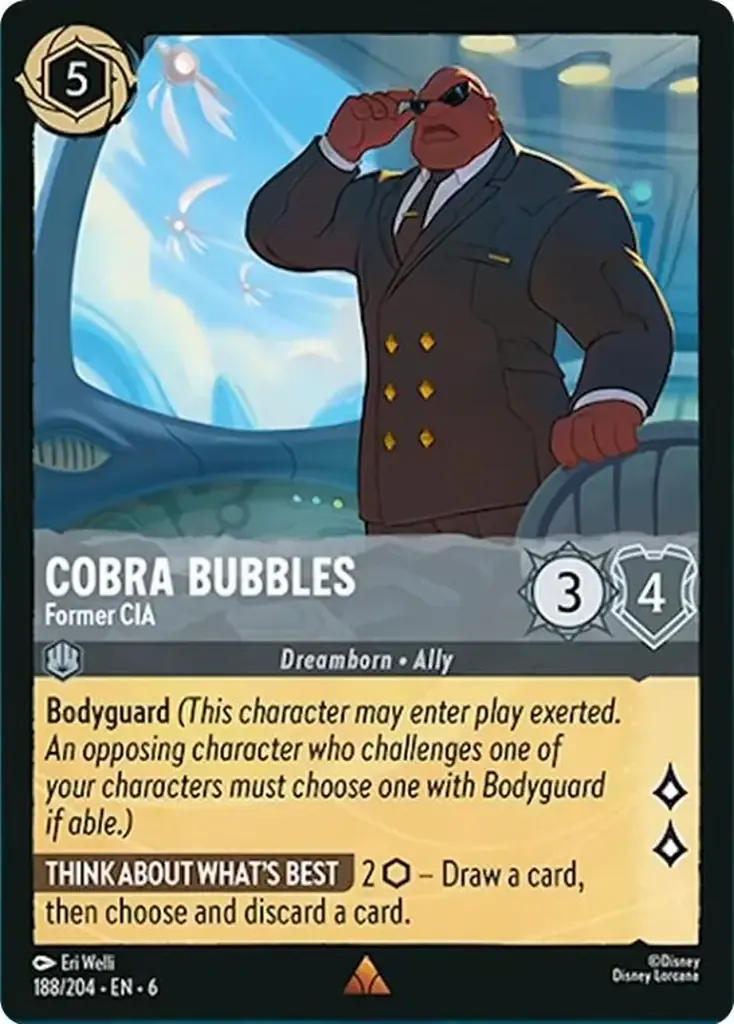 5
COBRA BUBBLES
Former CIA
3
4
Dreamborn • Ally
Bodyguard (This character may enter play exerted.
An opposing character who challenges one of
your characters must choose one with Bodyguard
if able.)
THINK ABOUT WHAT'S BEST 2 ⬡ – Draw a card,
then choose and discard a card.
Eri Welli
188/204 • EN • 6
©Disney
Disney Lorcana